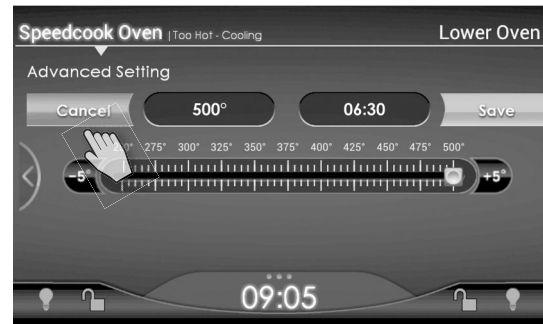 Speedcook Oven | Too Hot - Cooling Lower Oven
Advanced Setting
Cancel 500° 06:30 Save
275° 300° 325° 350° 375° 400° 425° 450° 475° 500°
-5° +5°
09:05